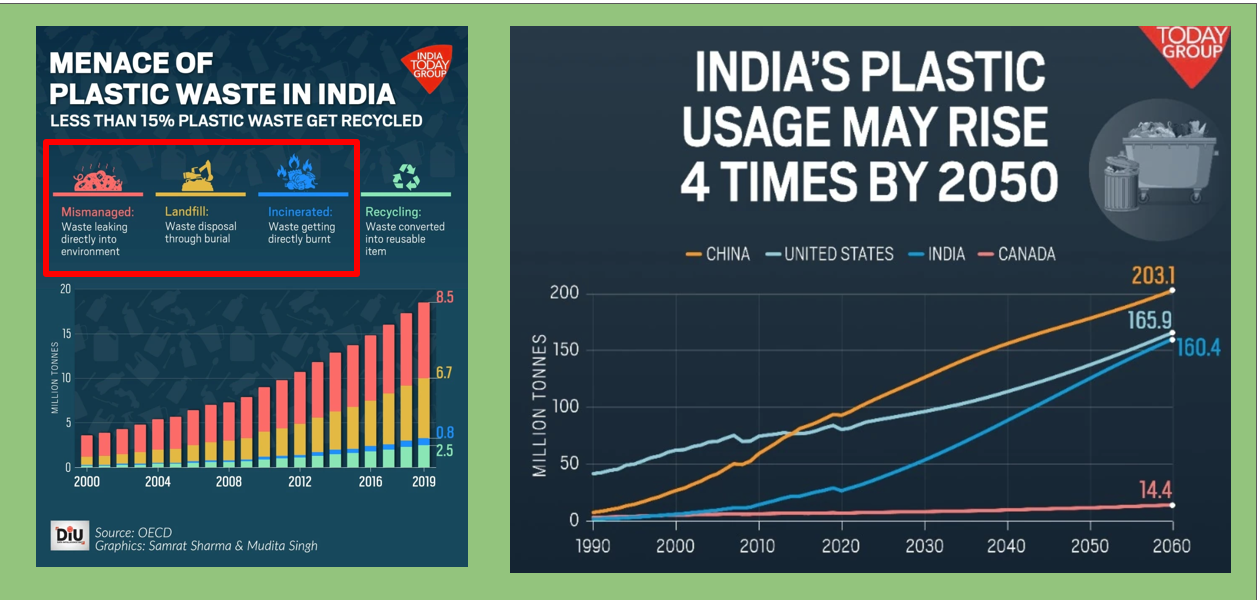 MENACE OF
PLASTIC WASTE IN INDIA
LESS THAN 15% PLASTIC WASTE GET RECYCLED
INDIA
TODAY
GROUP
Mismanaged:
Waste leaking
directly into
environment
Landfill:
Waste disposal
through burial
Incinerated:
Waste getting
directly burnt
Recycling:
Waste converted
into reusable
item
MILLION TONNES
20
15
10
5
0
8.5
6.7
0.8
2.5
2000 2004 2008 2012 2016 2019
DiU
Source: OECD
Graphics: Samrat Sharma & Mudita Singh
TODAY
GROUP
INDIA'S PLASTIC
USAGE MAY RISE
4 TIMES BY 2050
CHINA UNITED STATES INDIA CANADA
MILLION TONNES
200
150
100
50
0
203.1
165.9
160.4
14.4
1990 2000 2010 2020 2030 2040 2050 2060